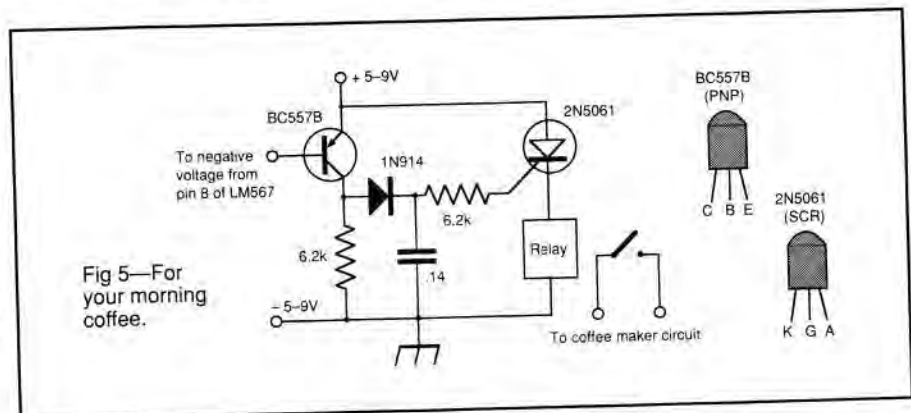 + 5–9V
BC557B
2N5061
BC557B
(PNP)
To negative
voltage from
pin 8 of LM567
1N914
6.2k
C B E
2N5061
(SCR)
6.2k
Relay
.14
Fig 5—For
your morning
coffee.
– 5–9V
To coffee maker circuit
K G A